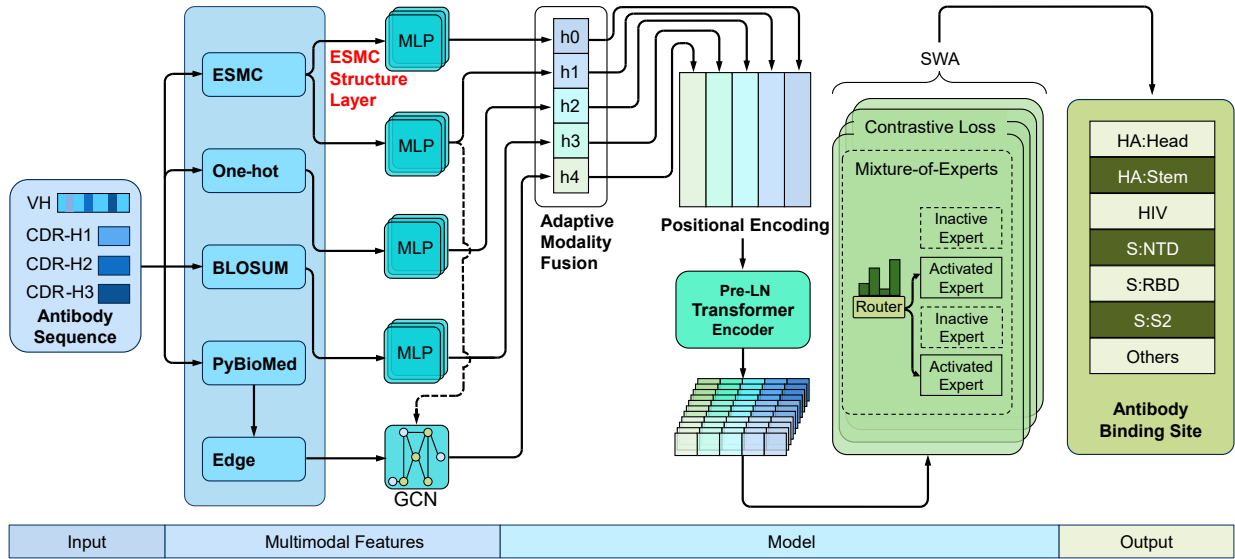 VH
CDR-H1
CDR-H2
CDR-H3
Antibody
Sequence
ESMC
One-hot
BLOSUM
PyBioMed
Edge
ESMC
Structure
Layer
MLP
MLP
MLP
MLP
GCN
h0
h1
h2
h3
h4
Adaptive
Modality
Fusion
Positional Encoding
Pre-LN
Transformer
Encoder
SWA
Contrastive Loss
Mixture-of-Experts
Router
Inactive
Expert
Activated
Expert
Inactive
Expert
Activated
Expert
HA:Head
HA:Stem
HIV
S:NTD
S:RBD
S:S2
Others
Antibody
Binding Site
Input
Multimodal Features
Model
Output